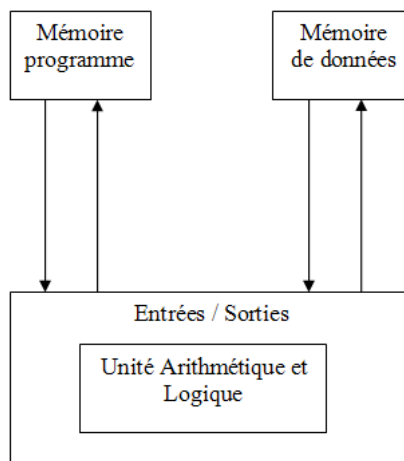 Mémoire
programme
Mémoire
de données
Entrées / Sorties
Unité Arithmétique et
Logique